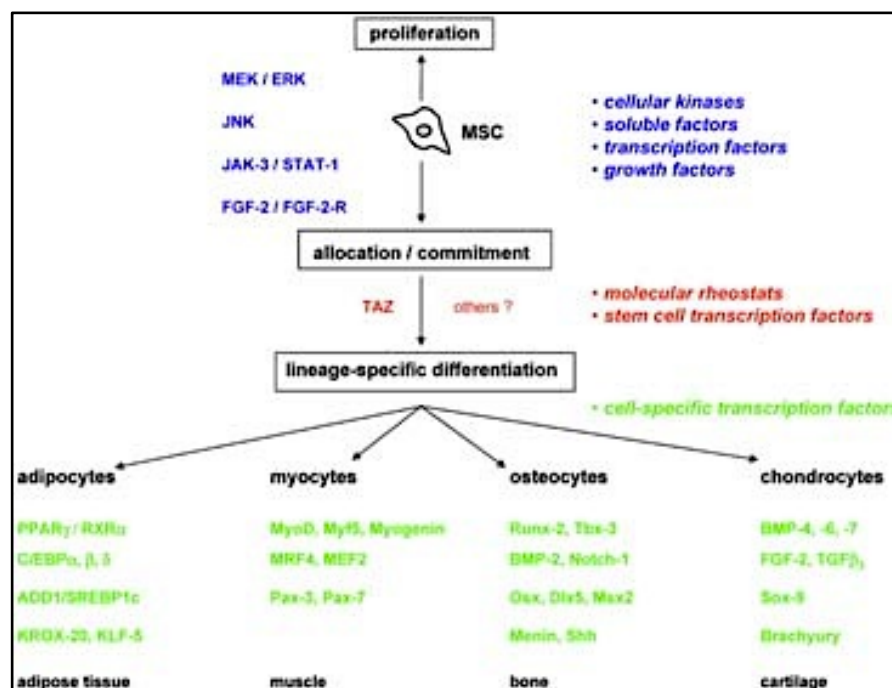 proliferation
MEK / ERK
JNK
JAK-3 / STAT-1
FGF-2 / FGF-2-R
MSC
• cellular kinases
• soluble factors
• transcription factors
• growth factors
allocation / commitment
TAZ others ?
• molecular rheostats
• stem cell transcription factors
lineage-specific differentiation
• cell-specific transcription factors
adipocytes myocytes osteocytes chondrocytes
PPARγ / RXRα MyoD, Myf5, Myogenin Runx-2, Tbx-3 BMP-4, -6, -7
C/EBPα, β, δ MRF4, MEF2 BMP-2, Notch-1 FGF-2, TGFβ₃
ADD1/SREBP1c Pax-3, Pax-7 Osx, Dlx5, Msx2 Sox-9
KROX-20, KLF-5 Menin, Shh Brachyury
adipose tissue muscle bone cartilage